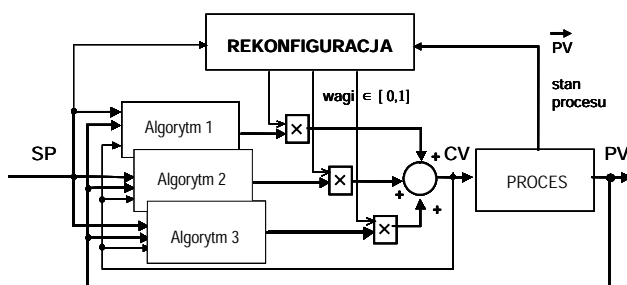 REKONFIGURACJA
PV
stan
procesu
wagi ∈ [ 0,1]
Algorytm 1
×
SP
Algorytm 2
×
+
CV
+
+
PROCES
PV
Algorytm 3
×